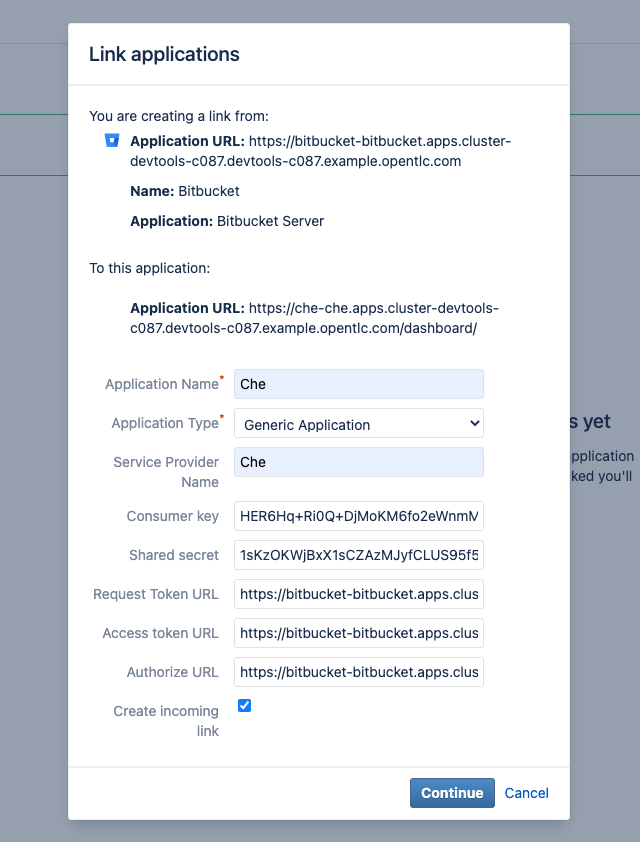 Link applications
You are creating a link from:
Application URL: https://bitbucket-bitbucket.apps.cluster-
devtools-c087.devtools-c087.example.opentlc.com
Name: Bitbucket
Application: Bitbucket Server
To this application:
Application URL: https://che-che.apps.cluster-devtools-
c087.devtools-c087.example.opentlc.com/dashboard/
Application Name* Che
Application Type* Generic Application
s yet
Service Provider Che
pplication
Name
ked you'll
Consumer key HER6Hq+Ri0Q+DjMoKM6fo2eWnmM
Shared secret 1sKzOKWjBxX1sCZAzMJyfCLUS95f5
Request Token URL https://bitbucket-bitbucket.apps.clus
Access token URL https://bitbucket-bitbucket.apps.clus
Authorize URL https://bitbucket-bitbucket.apps.clus
Create incoming
link
Continue Cancel